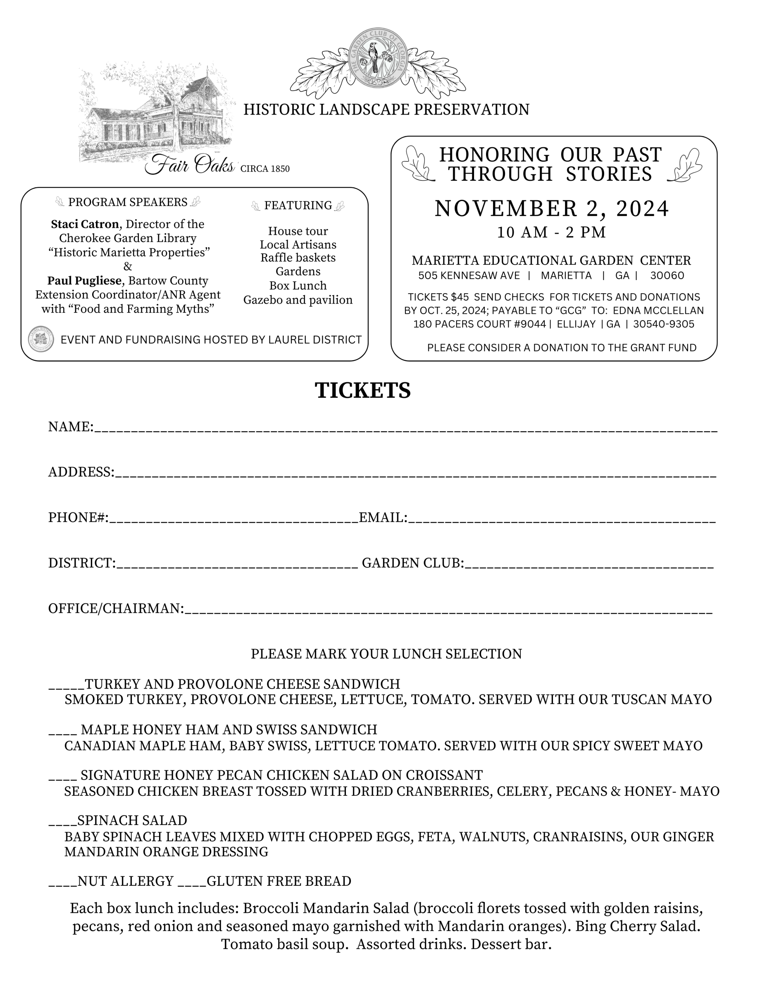 THE GARDEN CLUB OF GEORGIA
HISTORIC LANDSCAPE PRESERVATION
Fair Oaks CIRCA 1850
PROGRAM SPEAKERS
Staci Catron, Director of the
Cherokee Garden Library
“Historic Marietta Properties”
&
Paul Pugliese, Bartow County
Extension Coordinator/ANR Agent
with “Food and Farming Myths”
FEATURING
House tour
Local Artisans
Raffle baskets
Gardens
Box Lunch
Gazebo and pavilion
LAUREL DISTRICT
EVENT AND FUNDRAISING HOSTED BY LAUREL DISTRICT
HONORING OUR PAST
THROUGH STORIES
NOVEMBER 2, 2024
10 AM - 2 PM
MARIETTA EDUCATIONAL GARDEN CENTER
505 KENNESAW AVE | MARIETTA | GA | 30060
TICKETS $45 SEND CHECKS FOR TICKETS AND DONATIONS
BY OCT. 25, 2024; PAYABLE TO “GCG” TO: EDNA MCCLELLAN
180 PACERS COURT #9044 | ELLIJAY | GA | 30540-9305
PLEASE CONSIDER A DONATION TO THE GRANT FUND
TICKETS
NAME:_____
ADDRESS:_____
PHONE#:_____EMAIL:_____
DISTRICT:_____ GARDEN CLUB:_____
OFFICE/CHAIRMAN:_____
PLEASE MARK YOUR LUNCH SELECTION
_____TURKEY AND PROVOLONE CHEESE SANDWICH
SMOKED TURKEY, PROVOLONE CHEESE, LETTUCE, TOMATO. SERVED WITH OUR TUSCAN MAYO
____ MAPLE HONEY HAM AND SWISS SANDWICH
CANADIAN MAPLE HAM, BABY SWISS, LETTUCE TOMATO. SERVED WITH OUR SPICY SWEET MAYO
____ SIGNATURE HONEY PECAN CHICKEN SALAD ON CROISSANT
SEASONED CHICKEN BREAST TOSSED WITH DRIED CRANBERRIES, CELERY, PECANS & HONEY- MAYO
____SPINACH SALAD
BABY SPINACH LEAVES MIXED WITH CHOPPED EGGS, FETA, WALNUTS, CRANRAISINS, OUR GINGER
MANDARIN ORANGE DRESSING
____NUT ALLERGY ____GLUTEN FREE BREAD
Each box lunch includes: Broccoli Mandarin Salad (broccoli florets tossed with golden raisins,
pecans, red onion and seasoned mayo garnished with Mandarin oranges). Bing Cherry Salad.
Tomato basil soup. Assorted drinks. Dessert bar.